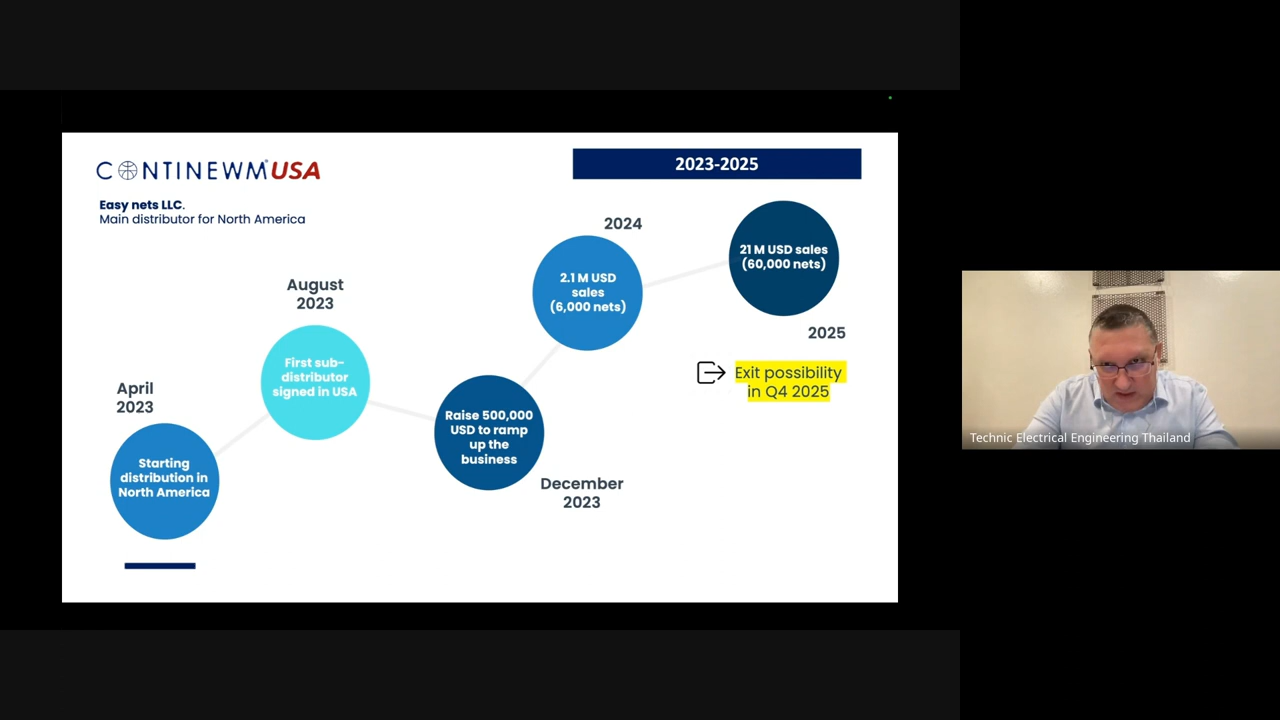 CONTINEWM USA
2023-2025
Easy nets LLC.
Main distributor for North America
April
2023
Starting
distribution in
North America
August
2023
First sub-
distributor
signed in USA
Raise 500,000
USD to ramp
up the
business
December
2023
2024
2.1 M USD
sales
(6,000 nets)
21 M USD sales
(60,000 nets)
2025
Exit possibility
in Q4 2025
Technic Electrical Engineering Thailand